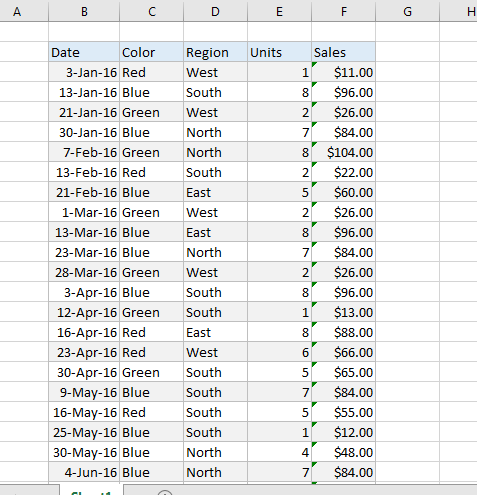 A B C D E F G H
Date Color Region Units Sales
3-Jan-16 Red West 1 $11.00
13-Jan-16 Blue South 8 $96.00
21-Jan-16 Green West 2 $26.00
30-Jan-16 Blue North 7 $84.00
7-Feb-16 Green North 8 $104.00
13-Feb-16 Red South 2 $22.00
21-Feb-16 Blue East 5 $60.00
1-Mar-16 Green West 2 $26.00
13-Mar-16 Blue East 8 $96.00
23-Mar-16 Blue North 7 $84.00
28-Mar-16 Green West 2 $26.00
3-Apr-16 Blue South 8 $96.00
12-Apr-16 Green South 1 $13.00
16-Apr-16 Red East 8 $88.00
23-Apr-16 Red West 6 $66.00
30-Apr-16 Green South 5 $65.00
9-May-16 Blue South 7 $84.00
16-May-16 Red South 5 $55.00
25-May-16 Blue South 1 $12.00
30-May-16 Blue North 4 $48.00
4-Jun-16 Blue North 7 $84.00